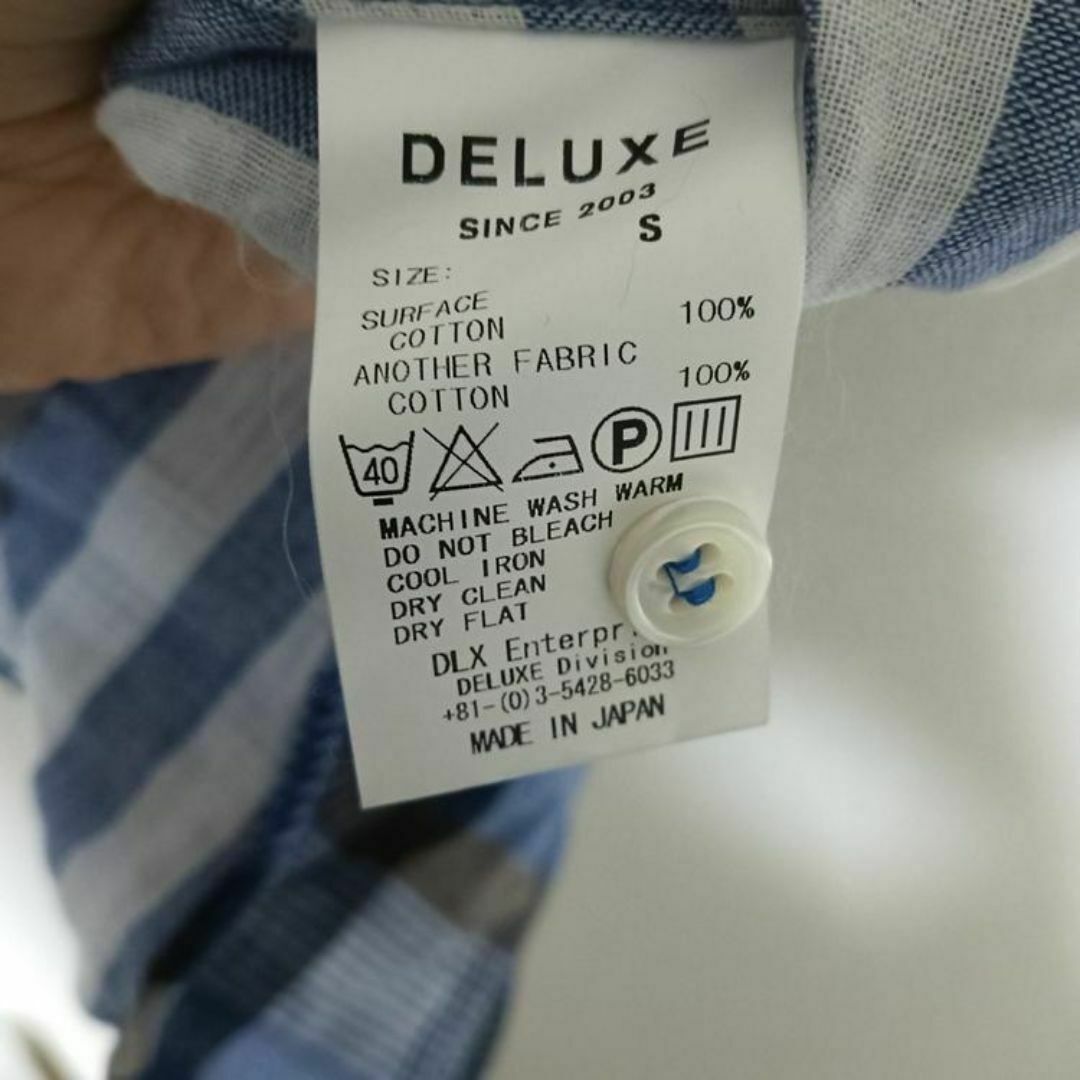 DELUXE
SINCE 2003
S
SIZE:
SURFACE
COTTON 100%
ANOTHER FABRIC
COTTON 100%
40 P
MACHINE WASH WARM
DO NOT BLEACH
COOL IRON
DRY CLEAN
DRY FLAT
DLX
DELUXE Division
+81-(0)3-5428-6033
MADE IN JAPAN